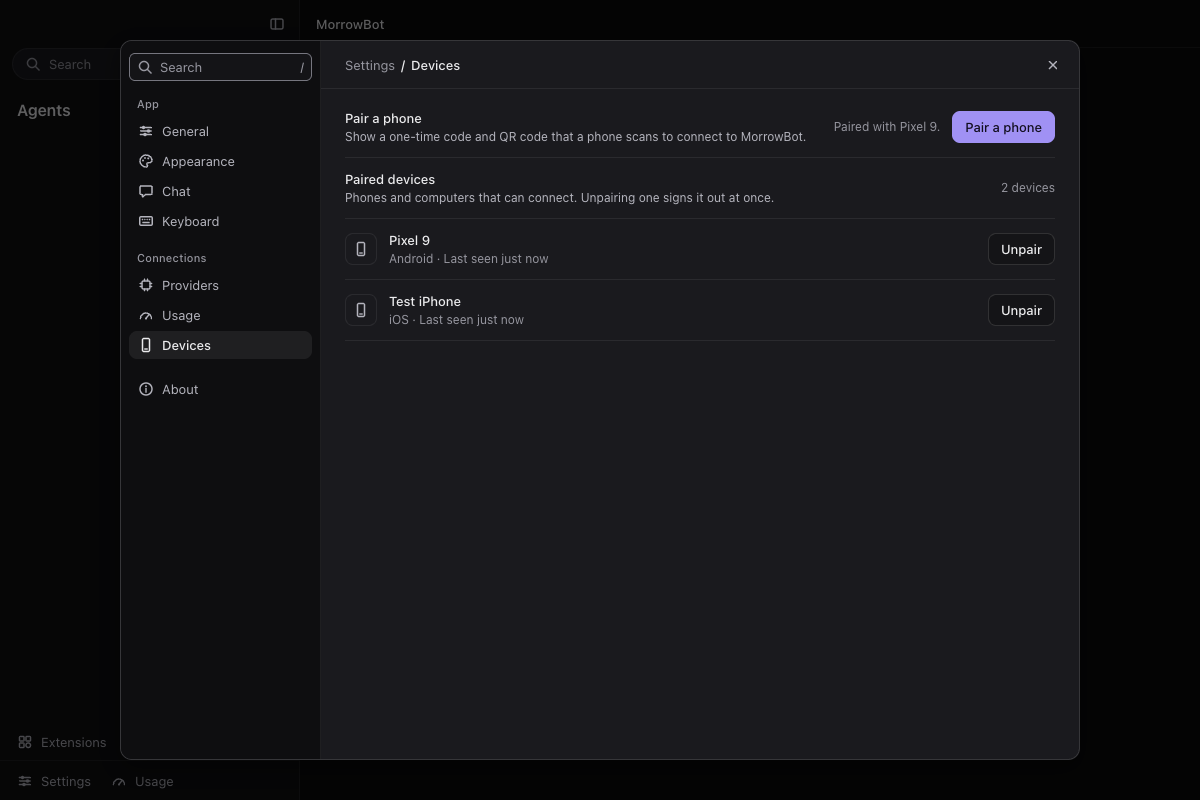 MorrowBot
Search
Agents
Extensions
Settings
Usage
Search /
App
General
Appearance
Chat
Keyboard
Connections
Providers
Usage
Devices
About
Settings / Devices
Pair a phone
Show a one-time code and QR code that a phone scans to connect to MorrowBot.
Paired with Pixel 9.
Pair a phone
Paired devices
Phones and computers that can connect. Unpairing one signs it out at once.
2 devices
Pixel 9
Android · Last seen just now
Unpair
Test iPhone
iOS · Last seen just now
Unpair